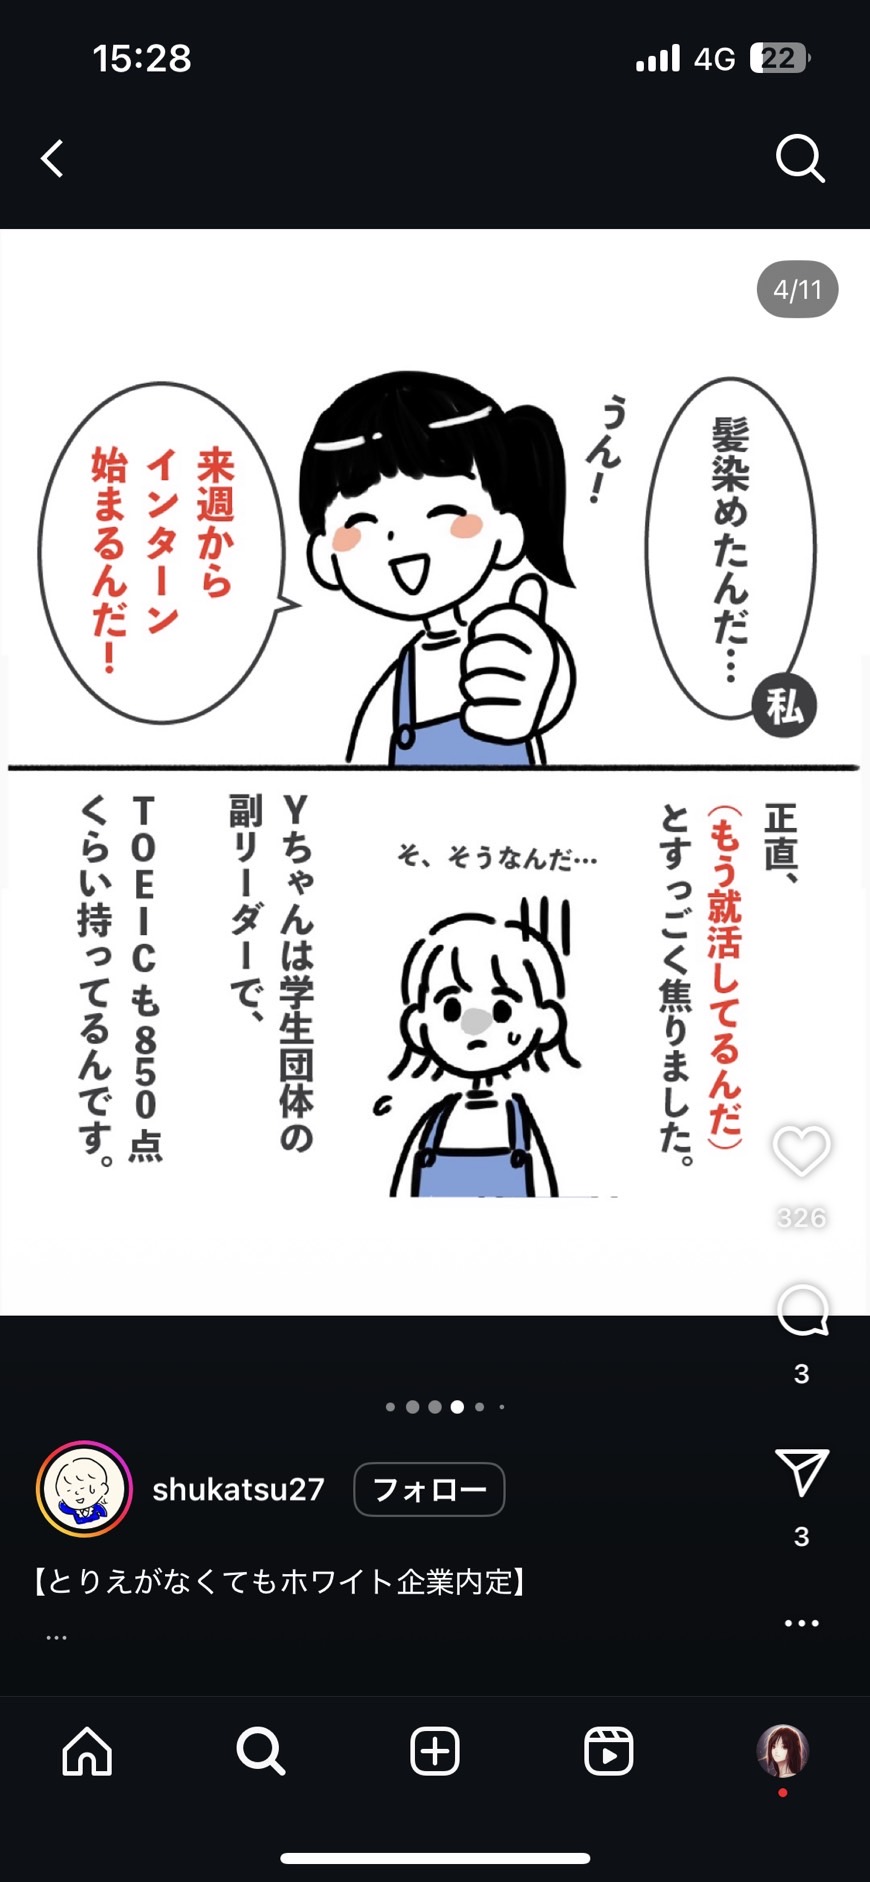 15:28
4G
22
4/11
髪染めたんだ…
私
うん！
来週から
インターン
始まるんだ！
正直、
（もう就活してるんだ）
とすっごく焦りました。
そ、そうなんだ…
Yちゃんは学生団体の
副リーダーで、
TOEICも850点
くらい持ってるんです。
326
3
shukatsu27
フォロー
3
【とりえがなくてもホワイト企業内定】
...